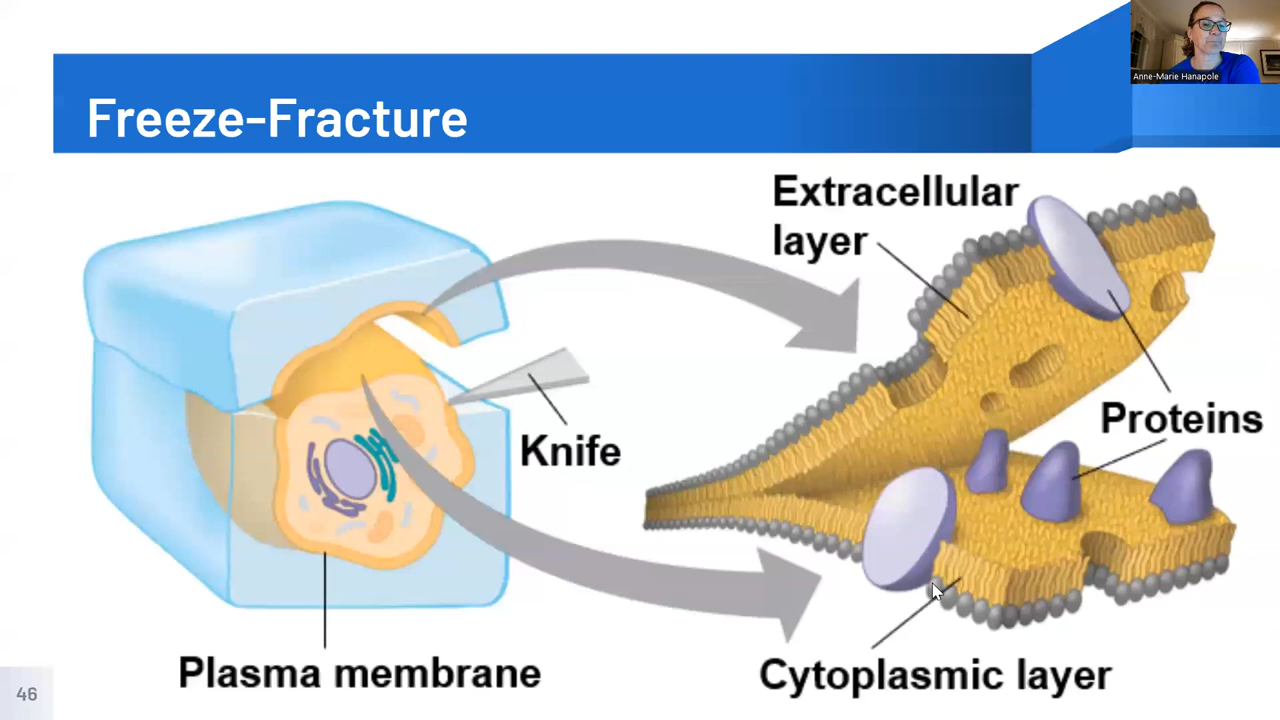 Anne-Marie Hanapole
Freeze-Fracture
Extracellular
layer
Proteins
Knife
Plasma membrane
Cytoplasmic layer
46